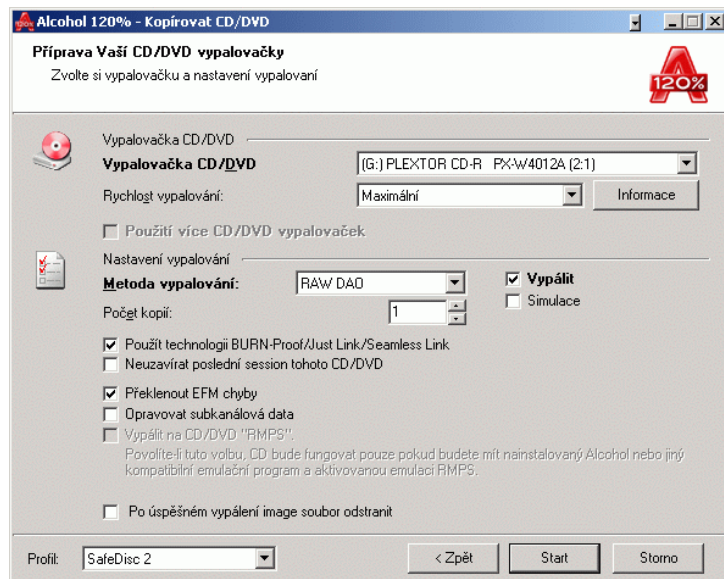 Alcohol 120% - Kopírovat CD/DVD
Příprava Vaší CD/DVD vypalovačky
Zvolte si vypalovačku a nastavení vypalovaní
120%
Vypalovačka CD/DVD
Vypalovačka CD/DVD (G:) PLEXTOR CD-R PX-W4012A (2:1)
Rychlost vypalování: Maximální Informace
Použití více CD/DVD vypalovaček
Nastavení vypalování
Metoda vypalování: RAW DAO Vypálit
Simulace
Počet kopií: 1
Použít technologii BURN-Proof/Just Link/Seamless Link
Neuzavírat poslední session tohoto CD/DVD
Překlenout EFM chyby
Opravovat subkanálová data
Vypálit na CD/DVD "RMPS".
Povolíte-li tuto volbu, CD bude fungovat pouze pokud budete mít nainstalovaný Alcohol nebo jiný
kompatibilní emulační program a aktivovanou emulaci RMPS.
Po úspěšném vypálení image soubor odstranit
Profil: SafeDisc 2 < Zpět Start Storno